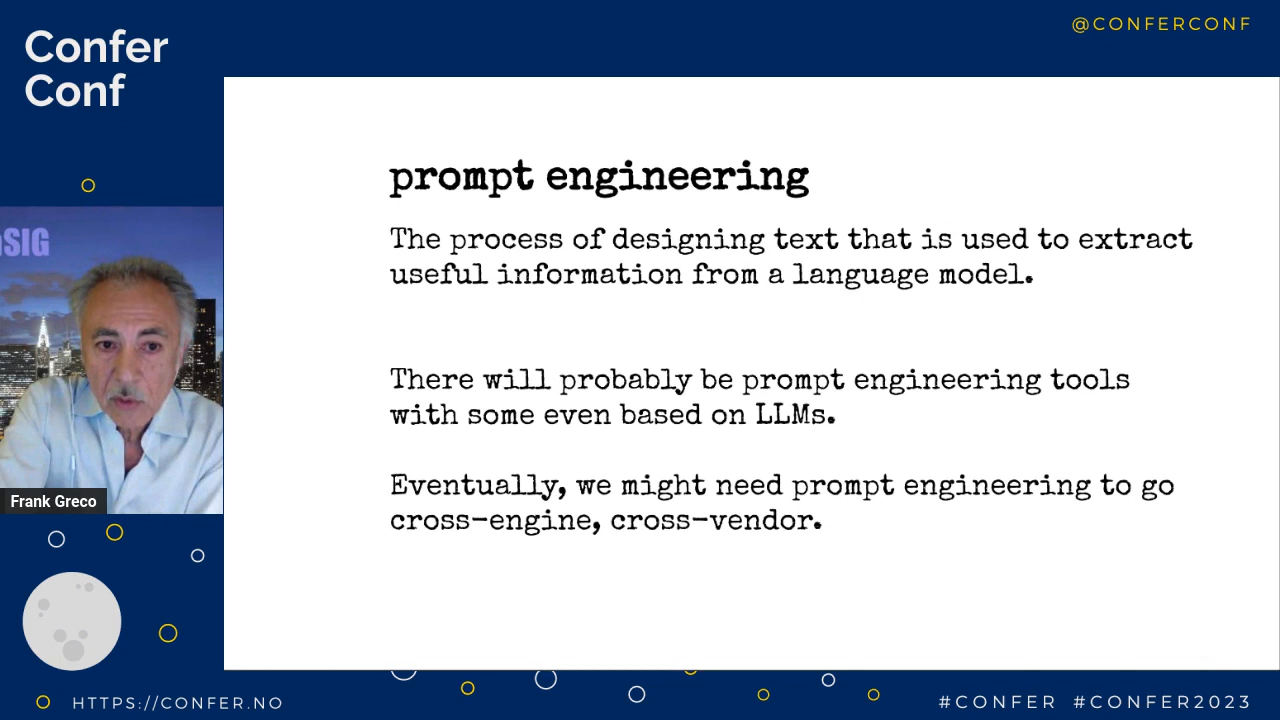 Confer
Conf
@CONFERCONF
SIG
Frank Greco
prompt engineering
The process of designing text that is used to extract
useful information from a language model.
There will probably be prompt engineering tools
with some even based on LLMs.
Eventually, we might need prompt engineering to go
cross-engine, cross-vendor.
HTTPS://CONFER.NO
#CONFER #CONFER2023